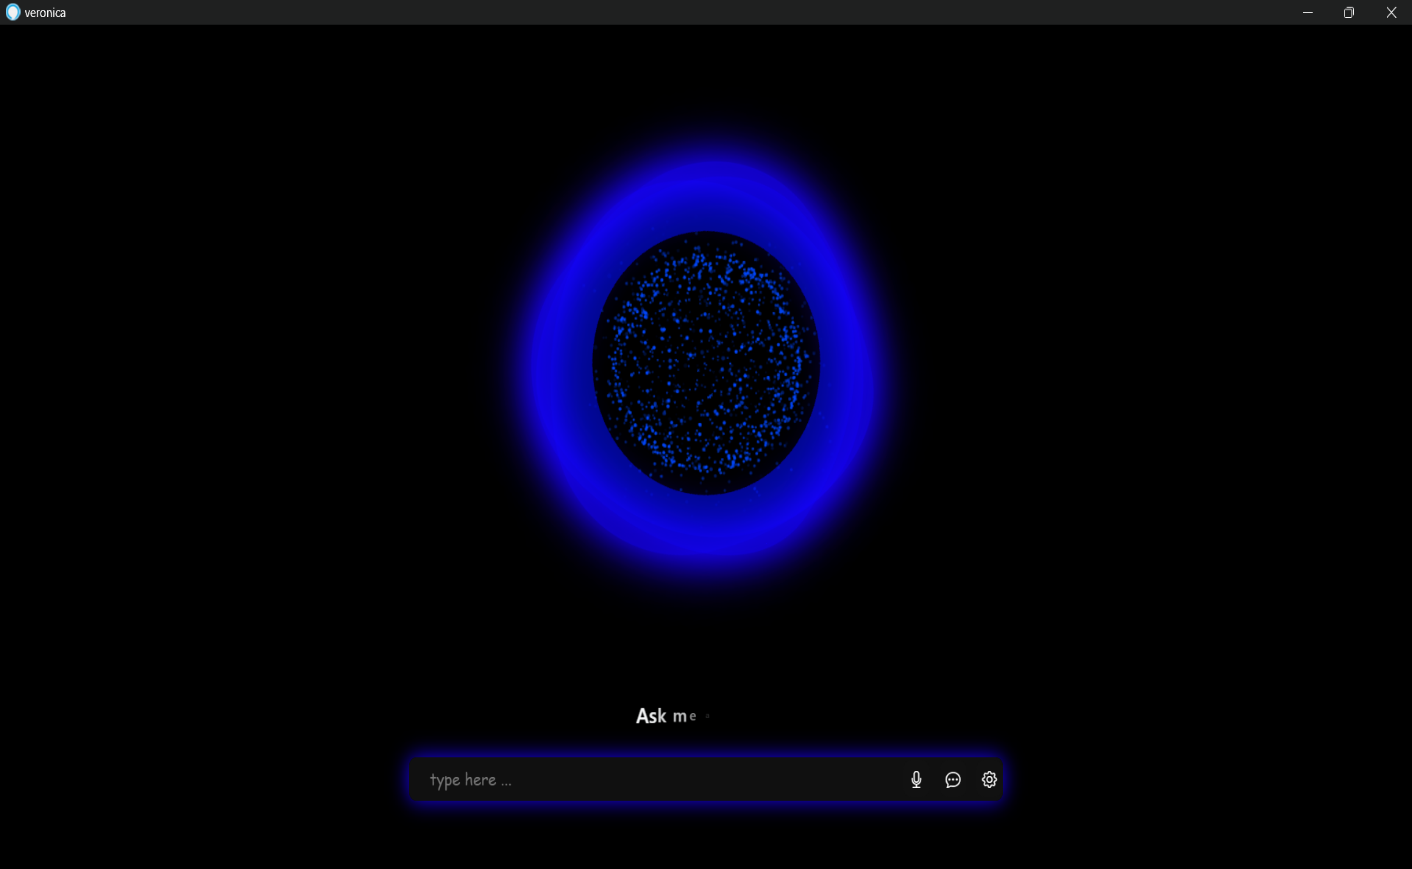 veronica
Ask me
type here ...